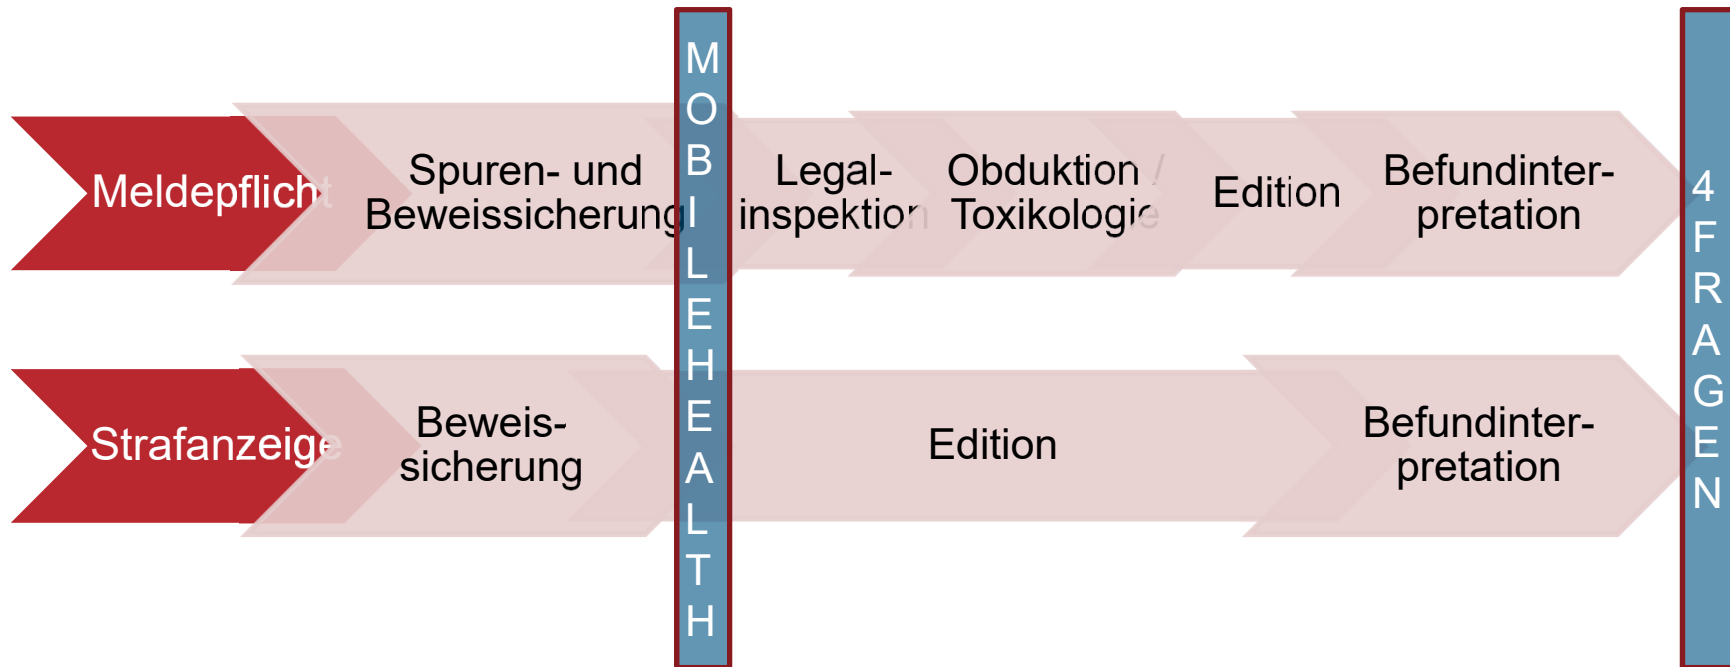 Meldepflicht
Spuren- und
Beweissicherung
MOBILEHEALTH
Legal-
inspektion
Obduktion /
Toxikologie
Edition
Befundinter-
pretation
4 FRAGEN
Strafanzeige
Beweis-
sicherung
Edition
Befundinter-
pretation